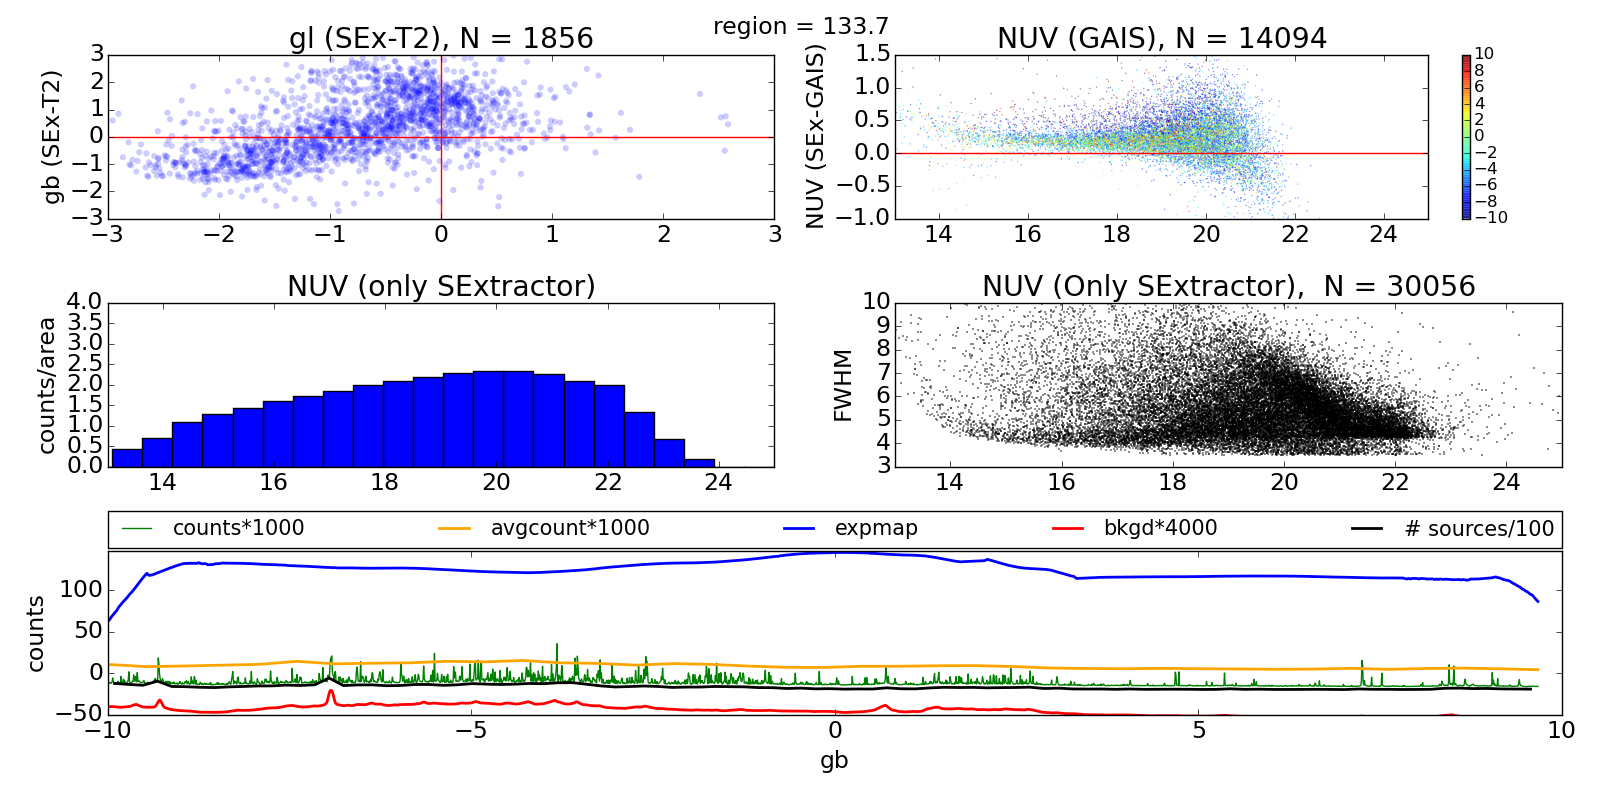 region = 133.7
gl (SEx-T2), N = 1856
gb (SEx-T2)
3
2
1
0
−1
−2
−3
−3 −2 −1 0 1 2 3
NUV (GAIS), N = 14094
NUV (SEx-GAIS)
1.5
1.0
0.5
0.0
−0.5
−1.0
14 16 18 20 22 24
10
8
6
4
2
0
−2
−4
−6
−8
−10
NUV (only SExtractor)
counts/area
4.0
3.5
3.0
2.5
2.0
1.5
1.0
0.5
0.0
14 16 18 20 22 24
NUV (Only SExtractor), N = 30056
FWHM
10
9
8
7
6
5
4
3
14 16 18 20 22 24
counts*1000 avgcount*1000 expmap bkgd*4000 # sources/100
counts
100
50
0
−50
−10 −5 0 5 10
gb